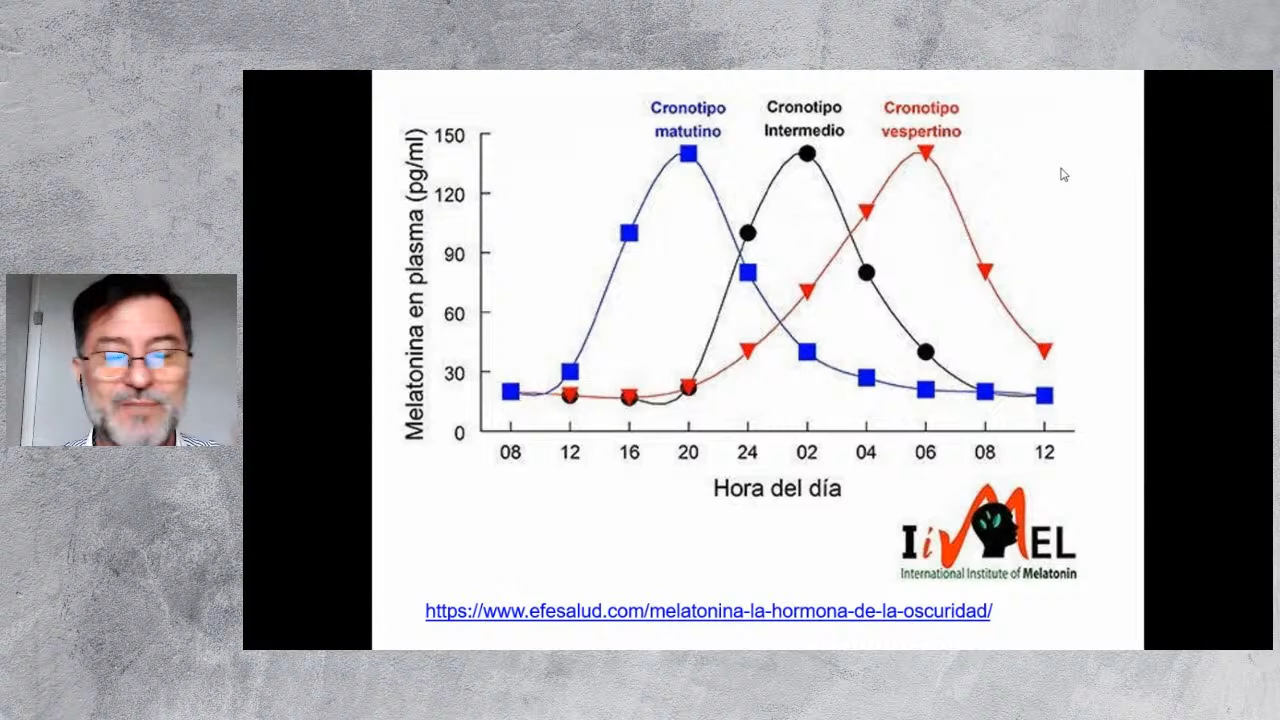 Cronotipo
matutino
Cronotipo
Intermedio
Cronotipo
vespertino
Melatonina en plasma (pg/ml)
150
120
90
60
30
0
08 12 16 20 24 02 04 06 08 12
Hora del día
IiMEL
International Institute of Melatonin
https://www.efesalud.com/melatonina-la-hormona-de-la-oscuridad/